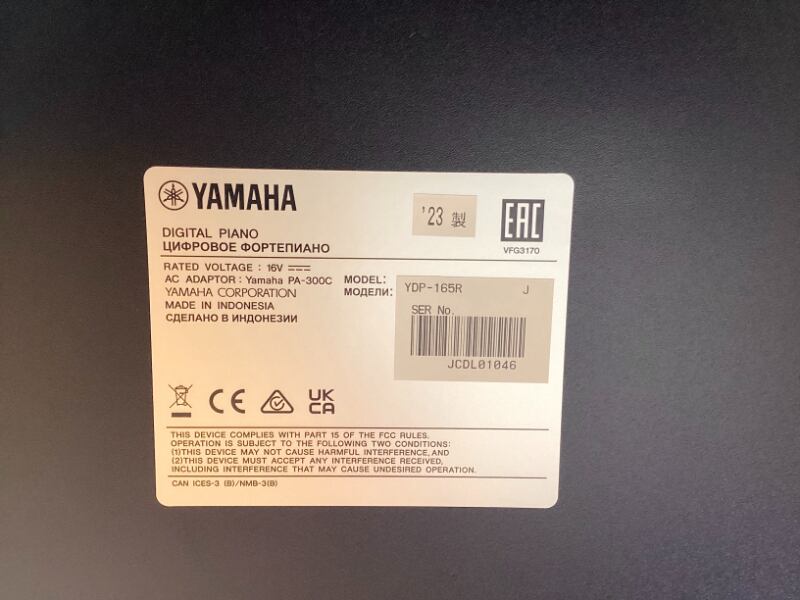 YAMAHA
'23 製
EAC
VFG3170
DIGITAL PIANO
ЦИФРОВОЕ ФОРТЕПИАНО
RATED VOLTAGE : 16V
AC ADAPTOR : Yamaha PA-300C
YAMAHA CORPORATION
MADE IN INDONESIA
СДЕЛАНО В ИНДОНЕЗИИ
MODEL:
МОДЕЛИ:
YDP-165R J
SER No.
JCDL01046
CE
UK
CA
THIS DEVICE COMPLIES WITH PART 15 OF THE FCC RULES.
OPERATION IS SUBJECT TO THE FOLLOWING TWO CONDITIONS:
(1)THIS DEVICE MAY NOT CAUSE HARMFUL INTERFERENCE, AND
(2)THIS DEVICE MUST ACCEPT ANY INTERFERENCE RECEIVED,
INCLUDING INTERFERENCE THAT MAY CAUSE UNDESIRED OPERATION.
CAN ICES-3 (B)/NMB-3(B)